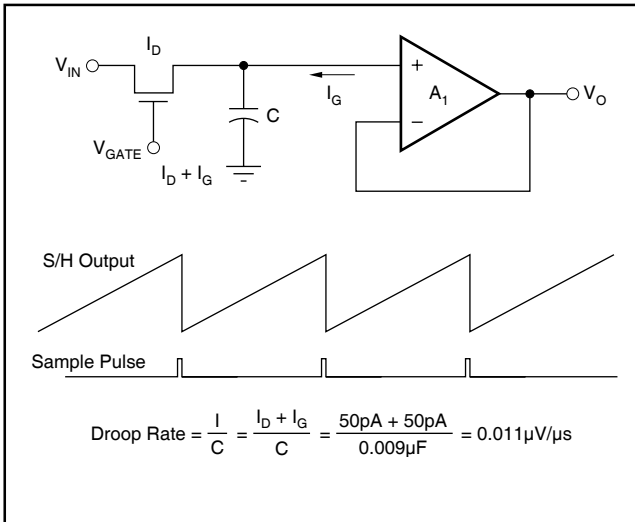 I_D
V_IN
+
A₁
V_O
I_G
C
−
V_GATE
I_D + I_G
S/H Output
Sample Pulse
Droop Rate = I/C = (I_D + I_G)/C = (50pA + 50pA)/0.009µF = 0.011µV/µs